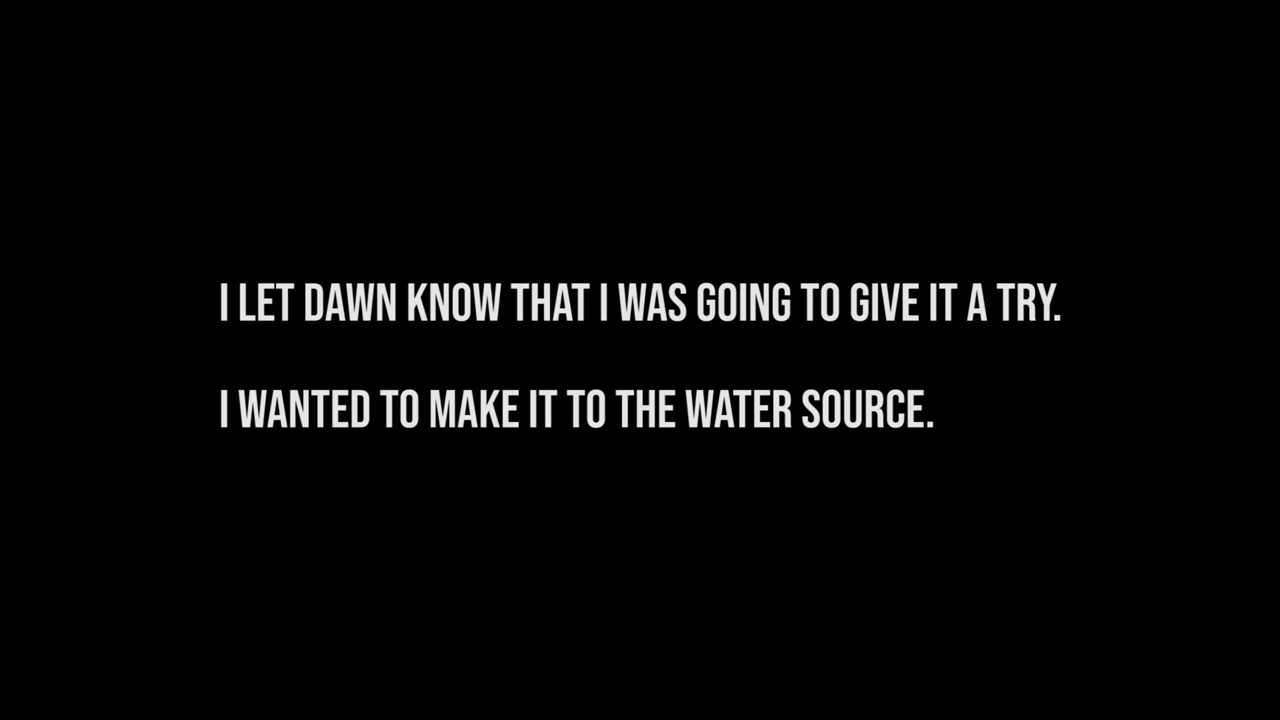 I LET DAWN KNOW THAT I WAS GOING TO GIVE IT A TRY.
I WANTED TO MAKE IT TO THE WATER SOURCE.